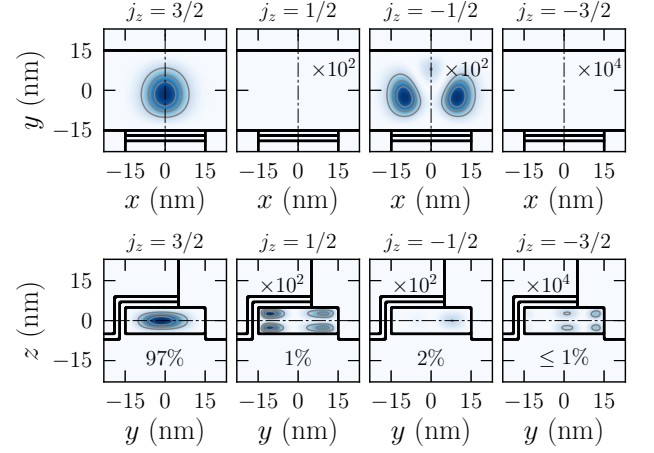 j_z = 3/2 j_z = 1/2 j_z = −1/2 j_z = −3/2
15
×10² ×10² ×10⁴
0
−15
y (nm)
−15 0 15 −15 0 15 −15 0 15 −15 0 15
x (nm) x (nm) x (nm) x (nm)
j_z = 3/2 j_z = 1/2 j_z = −1/2 j_z = −3/2
15
×10² ×10² ×10⁴
0
−15
z (nm)
97% 1% 2% ≤ 1%
−15 0 15 −15 0 15 −15 0 15 −15 0 15
y (nm) y (nm) y (nm) y (nm)